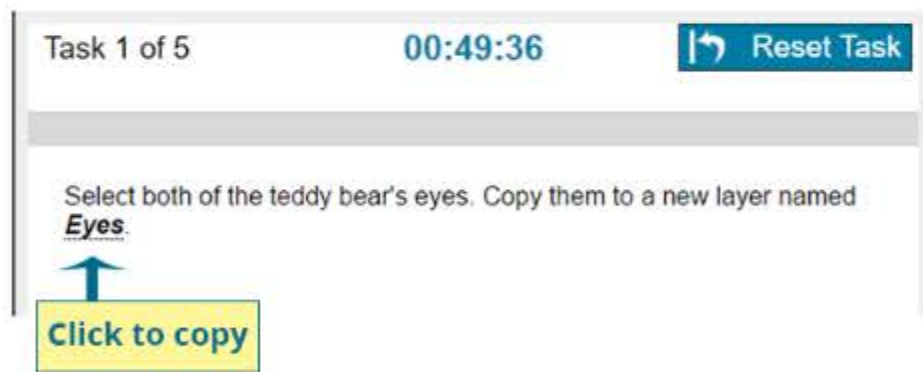 Task 1 of 5 00:49:36 Reset Task
Select both of the teddy bear's eyes. Copy them to a new layer named
Eyes.
Click to copy